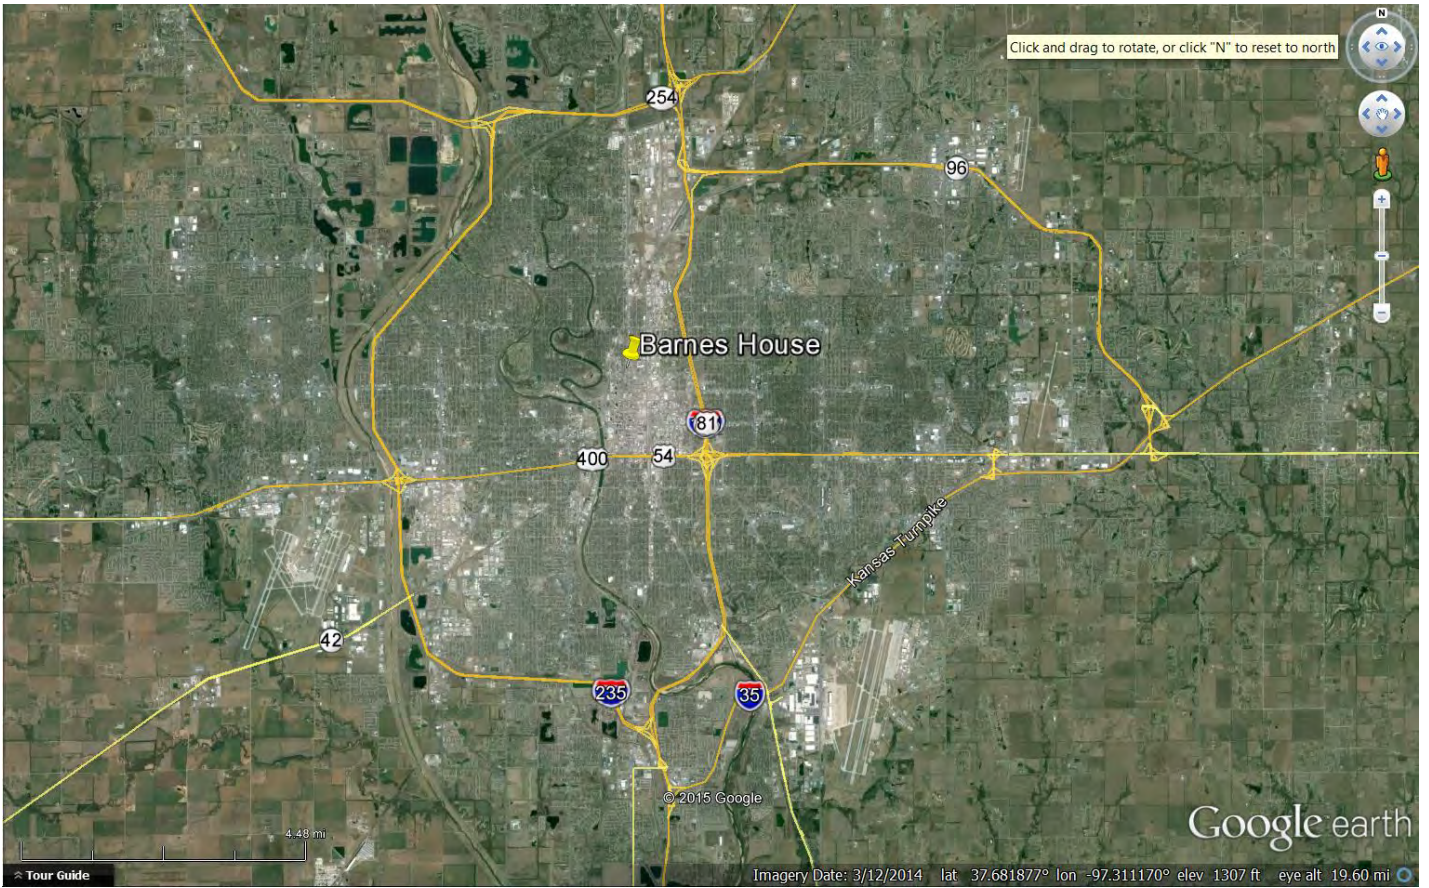 N
Click and drag to rotate, or click "N" to reset to north
254
96
Barnes House
81
400
54
Kansas Turnpike
42
235
35
© 2015 Google
Google earth
4.48 mi
Tour Guide
Imagery Date: 3/12/2014 lat 37.681877° lon -97.311170° elev 1307 ft eye alt 19.60 mi